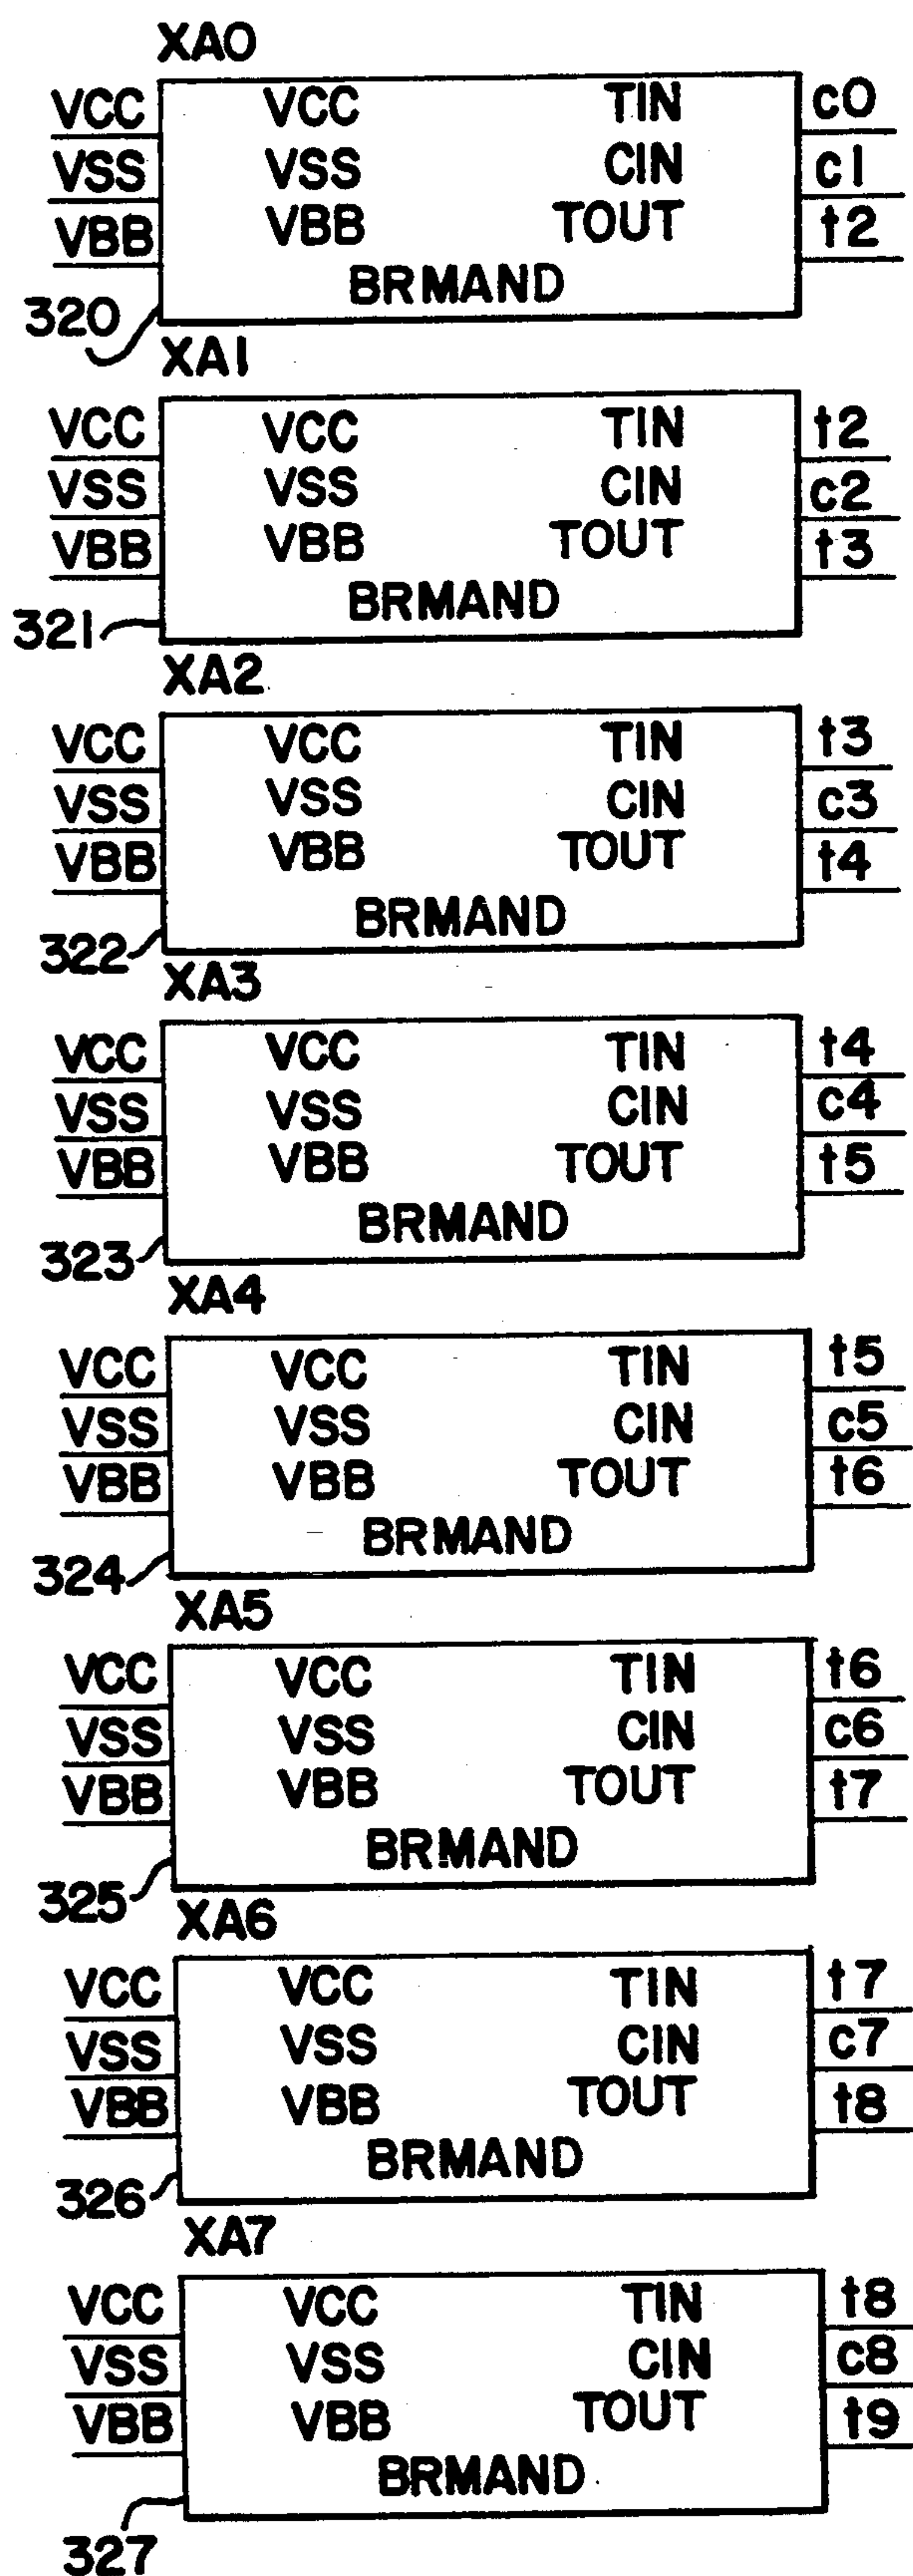 XA0
VCC VCC TIN c0
VSS VSS CIN c1
VBB VBB TOUT t2
BRMAND
320
XA1
VCC VCC TIN t2
VSS VSS CIN c2
VBB VBB TOUT t3
BRMAND
321
XA2
VCC VCC TIN t3
VSS VSS CIN c3
VBB VBB TOUT t4
BRMAND
322
XA3
VCC VCC TIN t4
VSS VSS CIN c4
VBB VBB TOUT t5
BRMAND
323
XA4
VCC VCC TIN t5
VSS VSS CIN c5
VBB VBB TOUT t6
BRMAND
324
XA5
VCC VCC TIN t6
VSS VSS CIN c6
VBB VBB TOUT t7
BRMAND
325
XA6
VCC VCC TIN t7
VSS VSS CIN c7
VBB VBB TOUT t8
BRMAND
326
XA7
VCC VCC TIN t8
VSS VSS CIN c8
VBB VBB TOUT t9
BRMAND
327